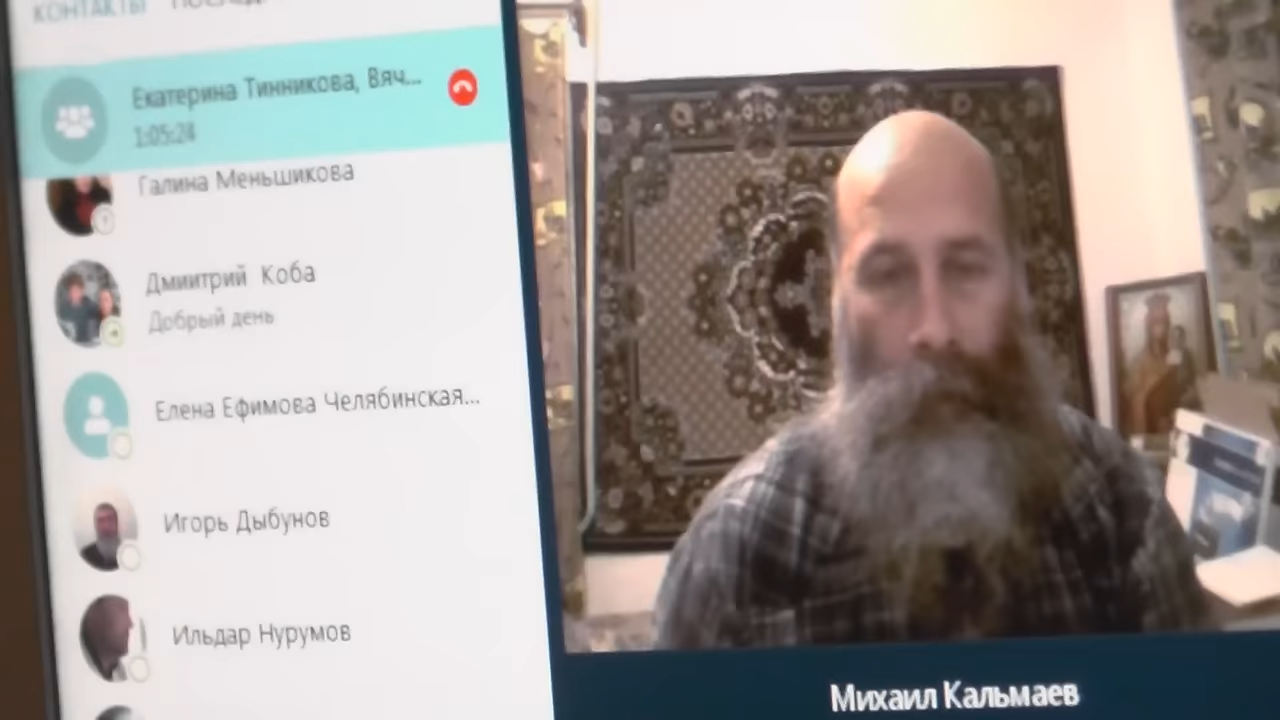 КОНТАКТЫ
Екатерина Тинникова, Вяч...
1:05:24
Галина Меньшикова
Дмиитрий Коба
Добрый день
Елена Ефимова Челябинская...
Игорь Дыбунов
Ильдар Нурумов
Михаил Кальмаев